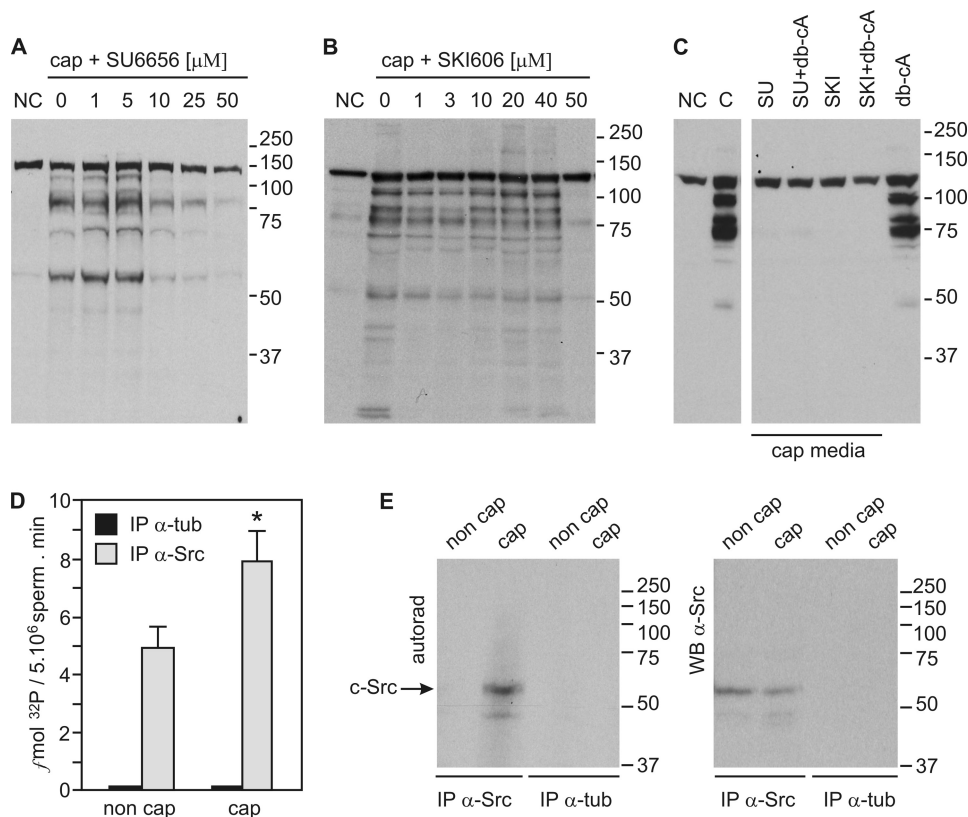 A
cap + SU6656 [µM]
NC 0 1 5 10 25 50
250
150
100
75
50
37
B
cap + SKI606 [µM]
NC 0 1 3 10 20 40 50
250
150
100
75
50
37
C
NC C SU SU+db-cA SKI SKI+db-cA db-cA
250
150
100
75
50
37
cap media
D
ƒmol ³²P / 5.10⁶ sperm . min
10
8
6
4
2
0
IP α-tub
IP α-Src
*
non cap cap
E
non cap cap non cap cap
autorad
c-Src
250
150
100
75
50
37
IP α-Src IP α-tub
non cap cap non cap cap
WB α-Src
250
150
100
75
50
37
IP α-Src IP α-tub